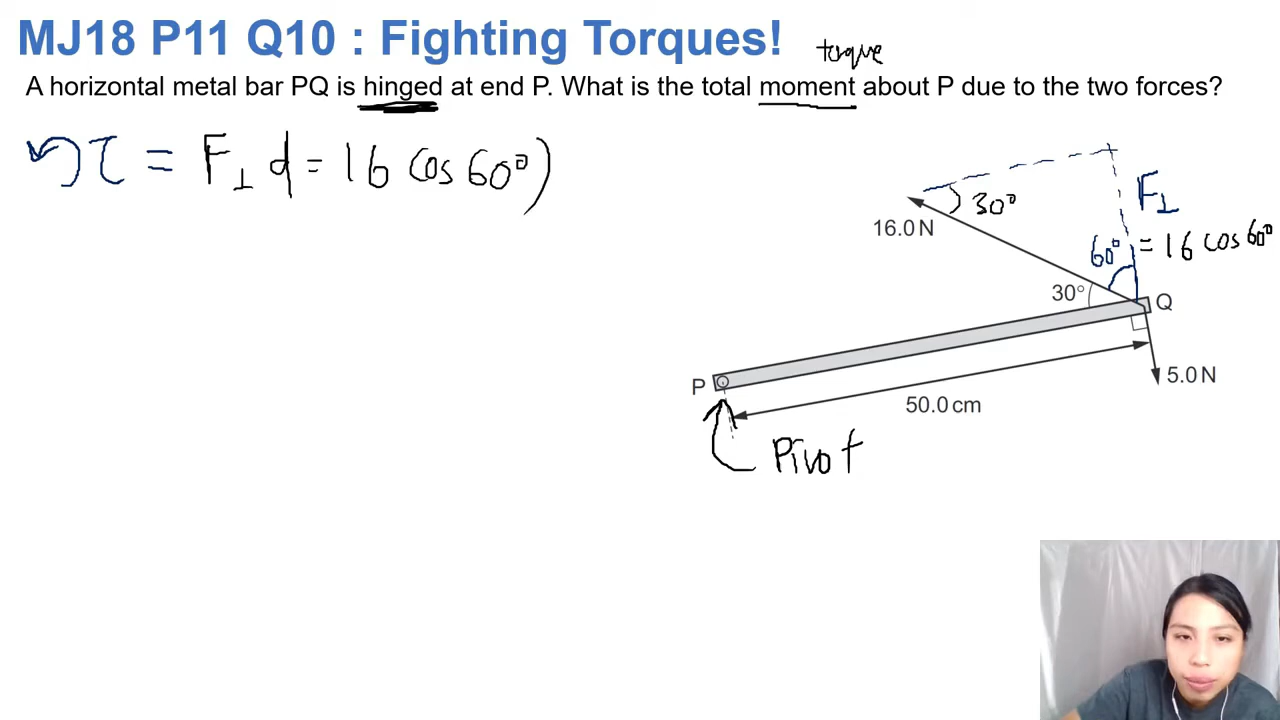 MJ18 P11 Q10 : Fighting Torques!
torque
A horizontal metal bar PQ is hinged at end P. What is the total moment about P due to the two forces?
τ = F⊥ d = 16 cos 60°)
30°
F⊥
16.0 N
60°
= 16 cos 60°
30°
Q
P
5.0 N
50.0 cm
Pivot